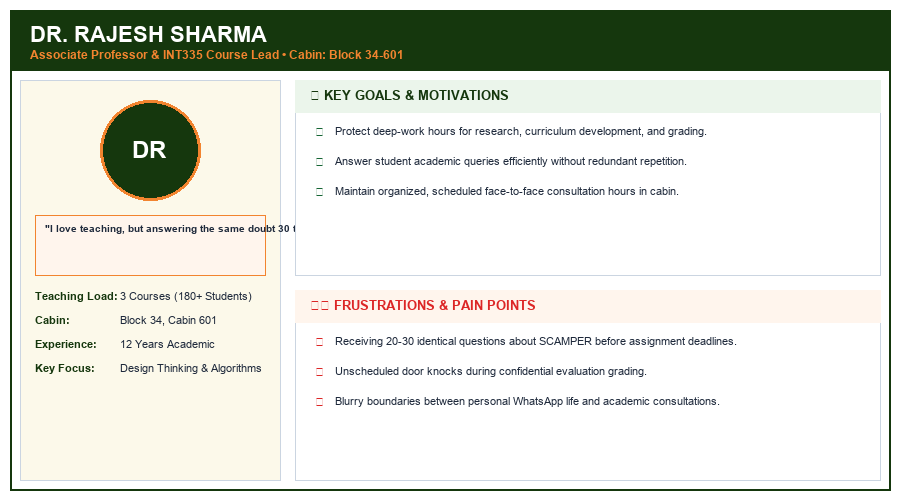 DR. RAJESH SHARMA
Associate Professor & INT335 Course Lead • Cabin: Block 34-601
DR
"I love teaching, but answering the same doubt 30
Teaching Load: 3 Courses (180+ Students)
Cabin: Block 34, Cabin 601
Experience: 12 Years Academic
Key Focus: Design Thinking & Algorithms
KEY GOALS & MOTIVATIONS
Protect deep-work hours for research, curriculum development, and grading.
Answer student academic queries efficiently without redundant repetition.
Maintain organized, scheduled face-to-face consultation hours in cabin.
FRUSTRATIONS & PAIN POINTS
Receiving 20-30 identical questions about SCAMPER before assignment deadlines.
Unscheduled door knocks during confidential evaluation grading.
Blurry boundaries between personal WhatsApp life and academic consultations.